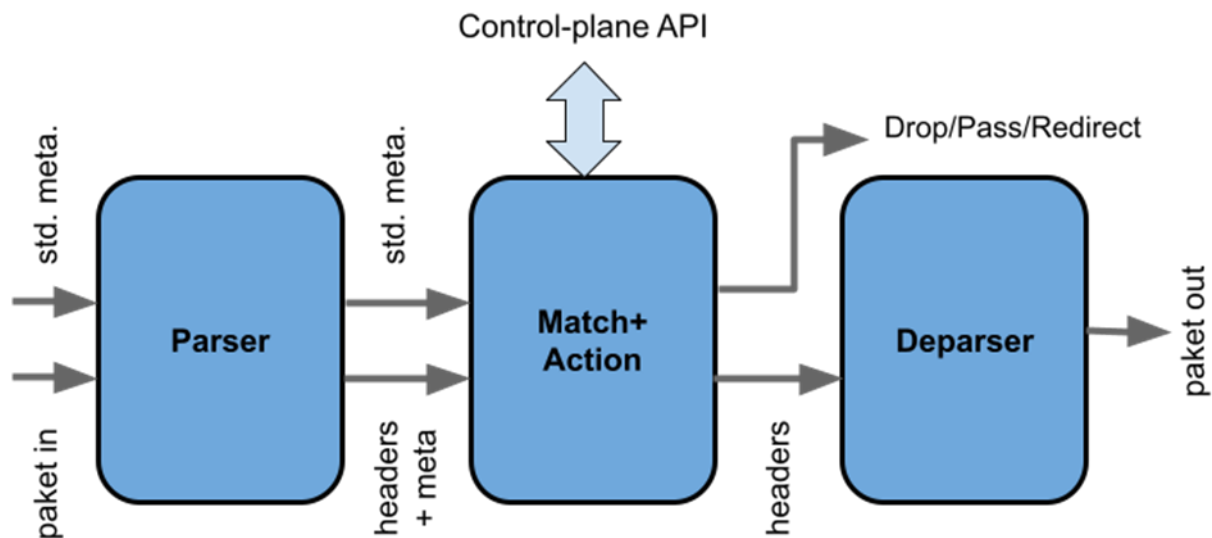 Control-plane API
Drop/Pass/Redirect
std. meta.
std. meta.
Parser
Match+
Action
Deparser
paket out
paket in
headers
+ meta
headers